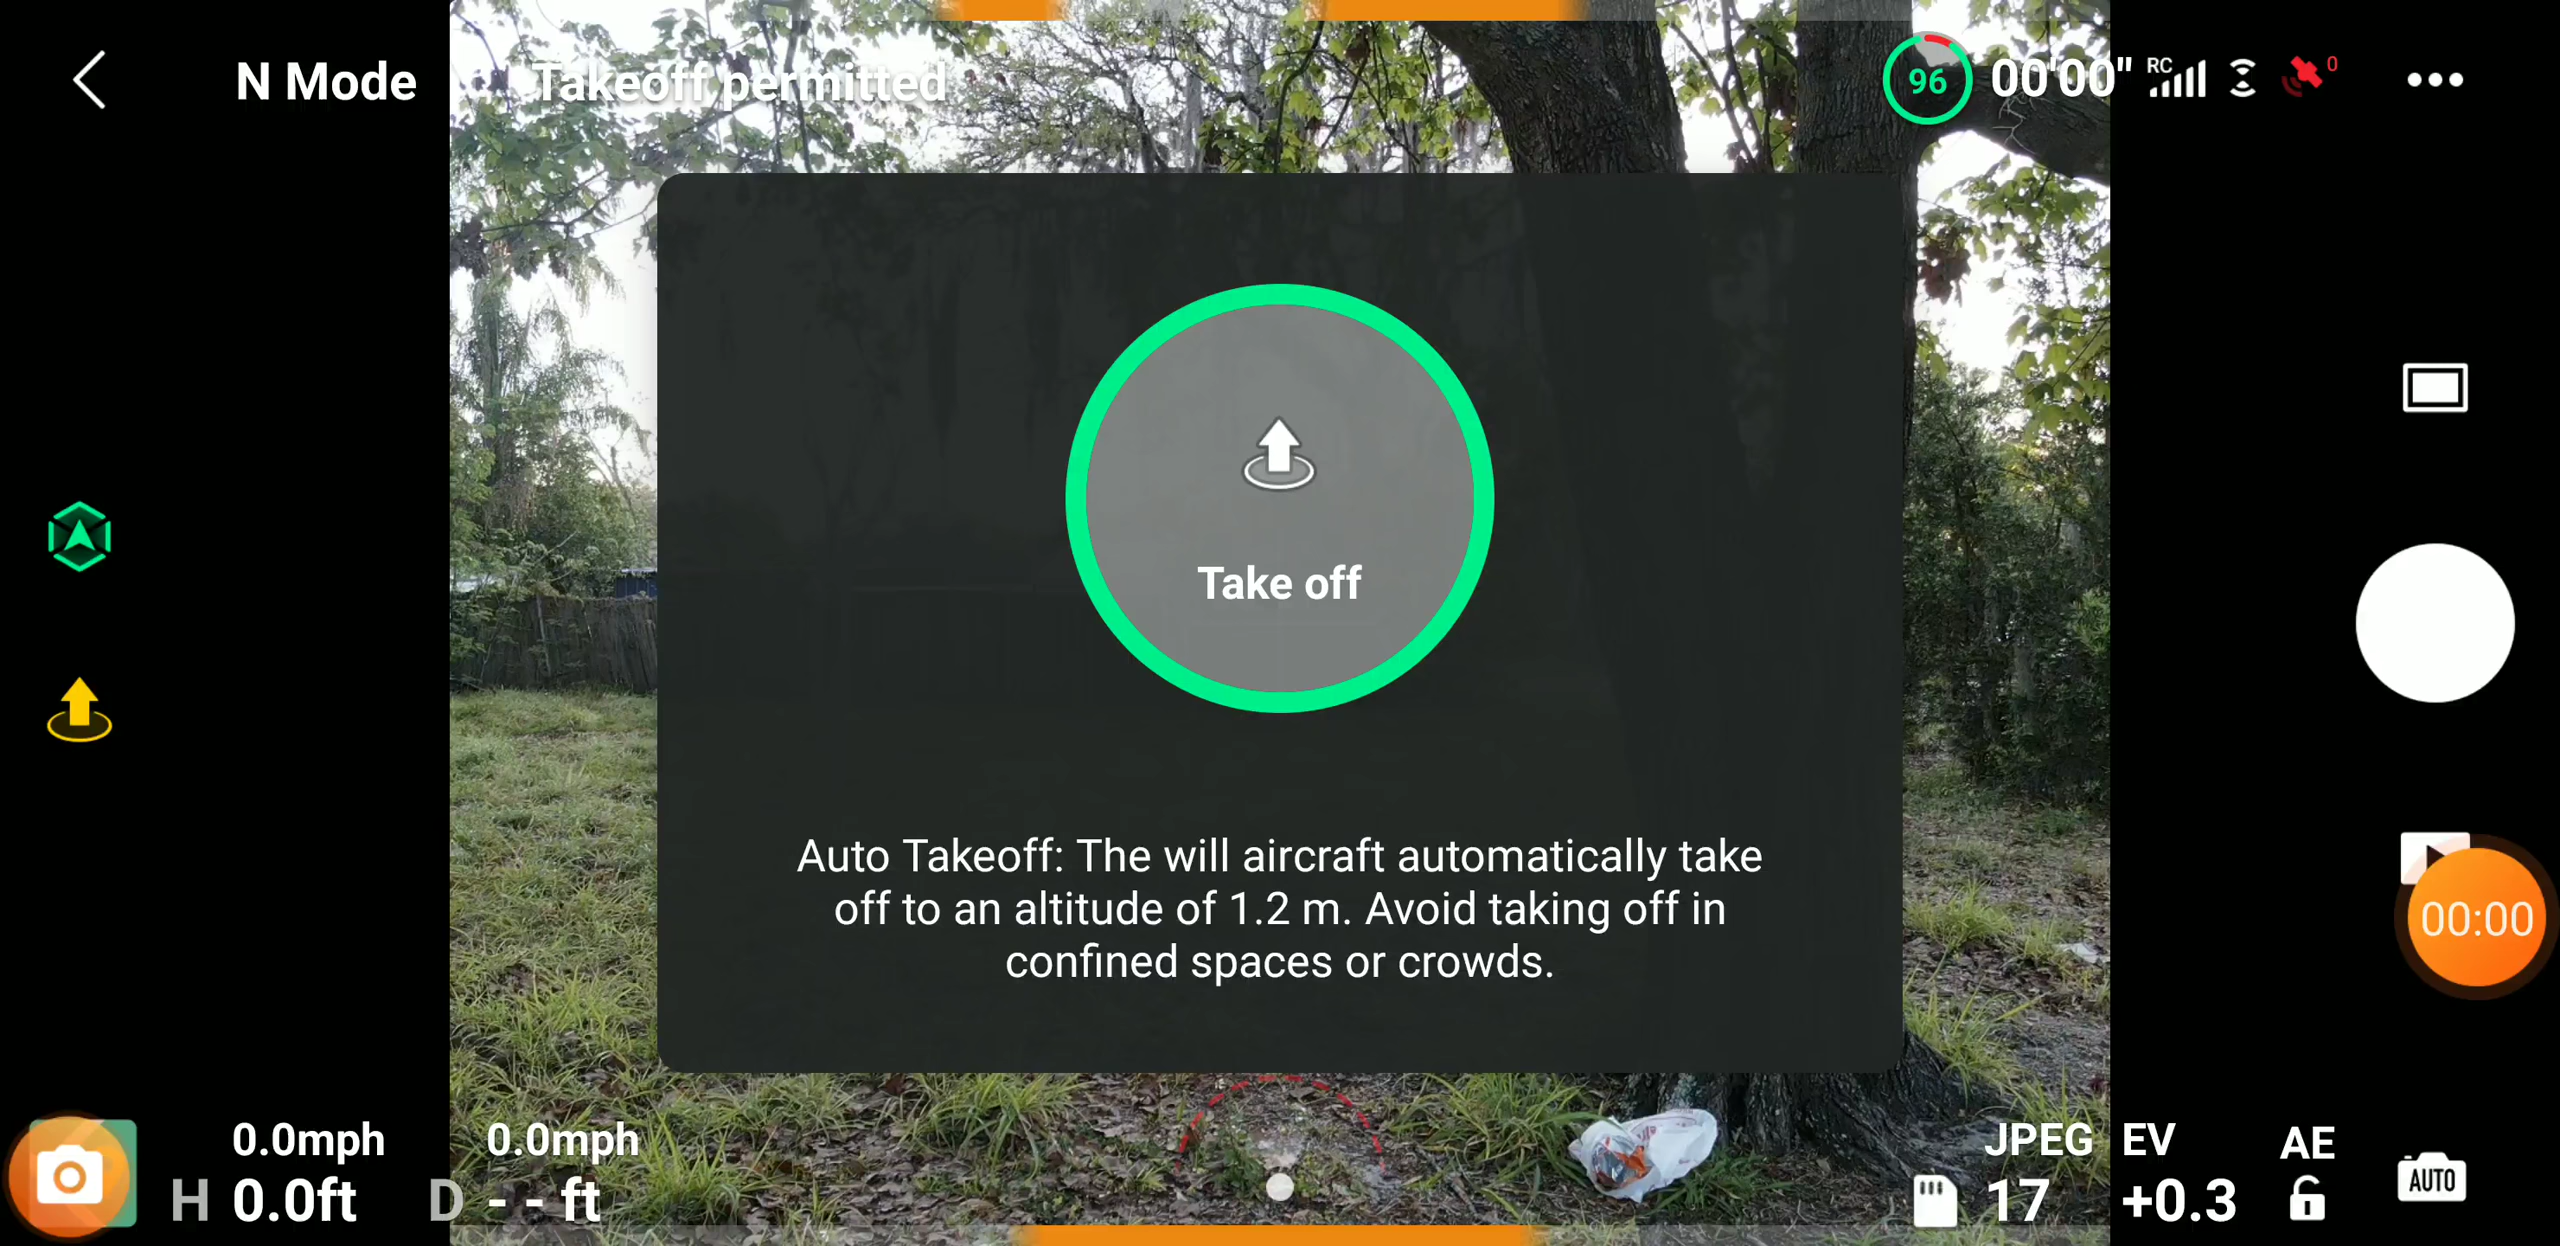 N Mode
Takeoff permitted
96
00'00"
RC
0
Take off
Auto Takeoff: The will aircraft automatically take
off to an altitude of 1.2 m. Avoid taking off in
confined spaces or crowds.
00:00
0.0mph
0.0mph
H 0.0ft
D - - ft
JPEG
17
EV
+0.3
AE
AUTO